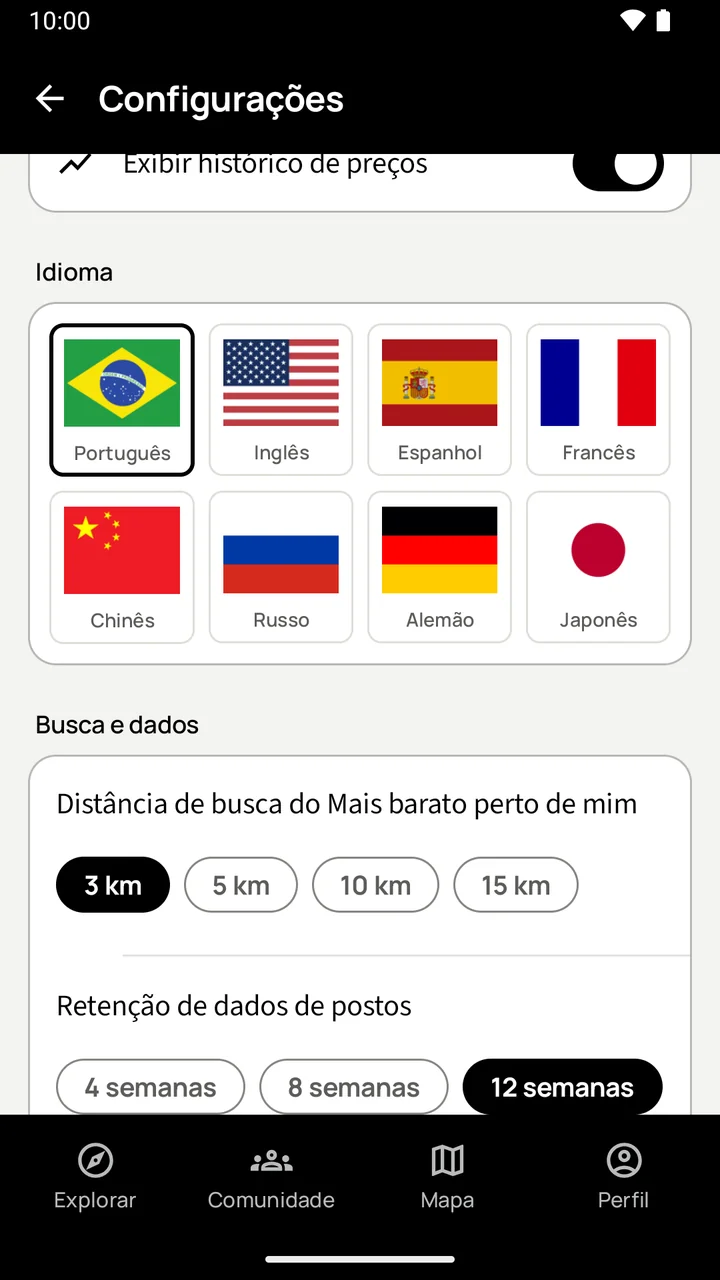 10:00
Configurações
Exibir histórico de preços
Idioma
Português
Inglês
Espanhol
Francês
Chinês
Russo
Alemão
Japonês
Busca e dados
Distância de busca do Mais barato perto de mim
3 km
5 km
10 km
15 km
Retenção de dados de postos
4 semanas
8 semanas
12 semanas
Explorar
Comunidade
Mapa
Perfil